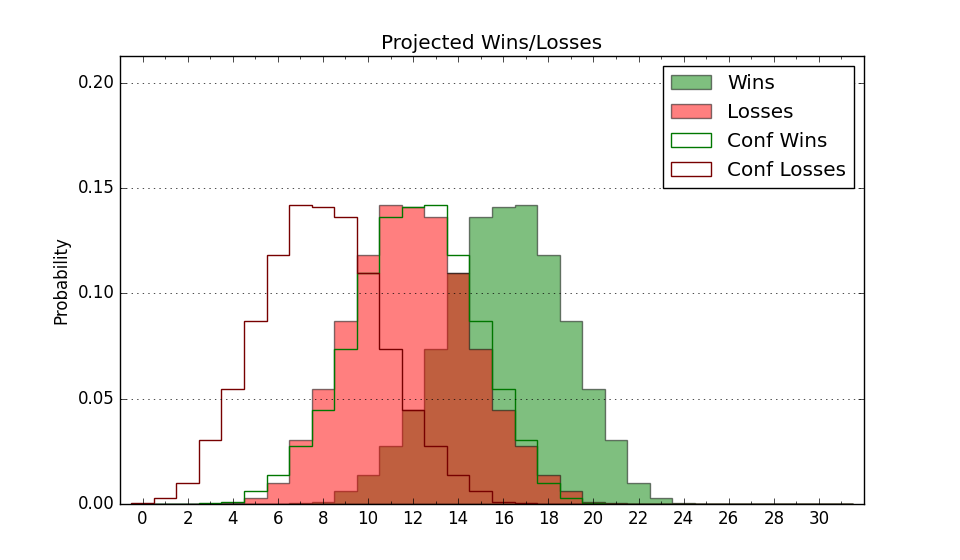 Projected Wins/Losses
Wins
Losses
Conf Wins
Conf Losses
Probability
0.20
0.15
0.10
0.05
0.00
0 2 4 6 8 10 12 14 16 18 20 22 24 26 28 30